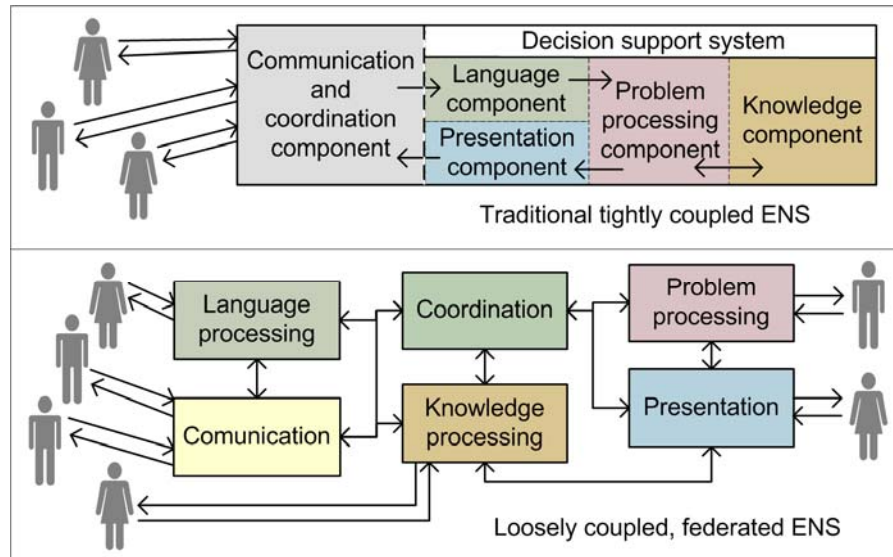 Decision support system
Communication
and
coordination
component
Language
component
Presentation
component
Problem
processing
component
Knowledge
component
Traditional tightly coupled ENS
Language
processing
Coordination
Problem
processing
Comunication
Knowledge
processing
Presentation
Loosely coupled, federated ENS